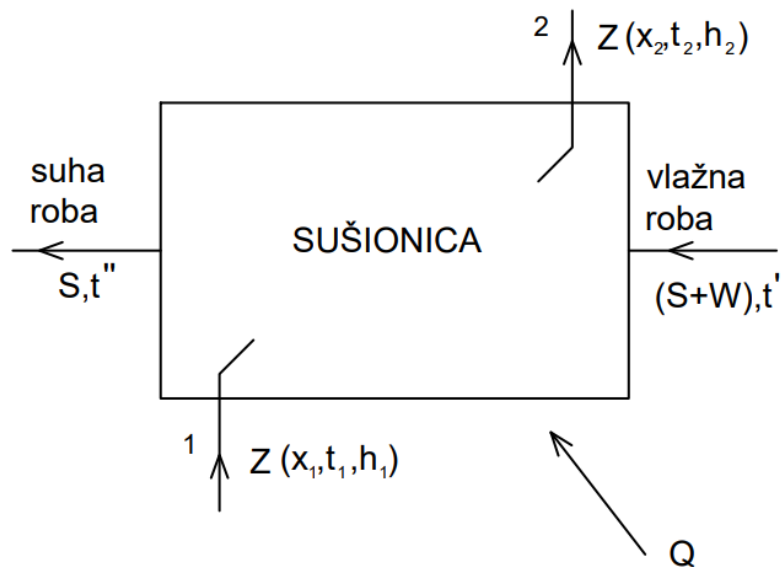 2 Z(x₂,t₂,h₂)
suha
roba
vlažna
roba
SUŠIONICA
S,t"
(S+W),t'
1 Z(x₁,t₁,h₁)
Q